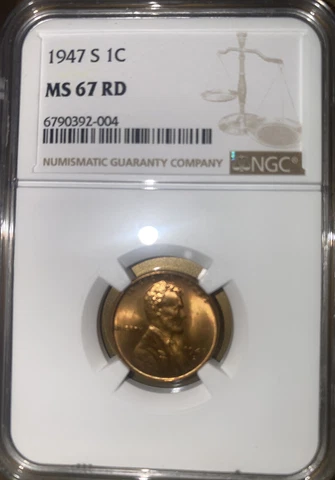 1947 S 1C
MS 67 RD
6790392-004
NUMISMATIC GUARANTY COMPANY
NGC